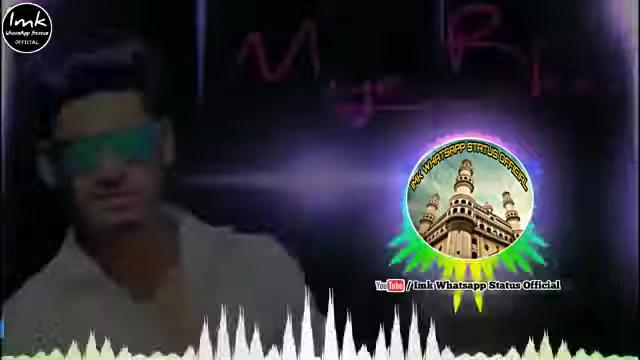 Imk
WhatsApp Status
OFFICIAL
IMK WHATSAPP STATUS OFFICIAL
YouTube / Imk Whatsapp Status Official